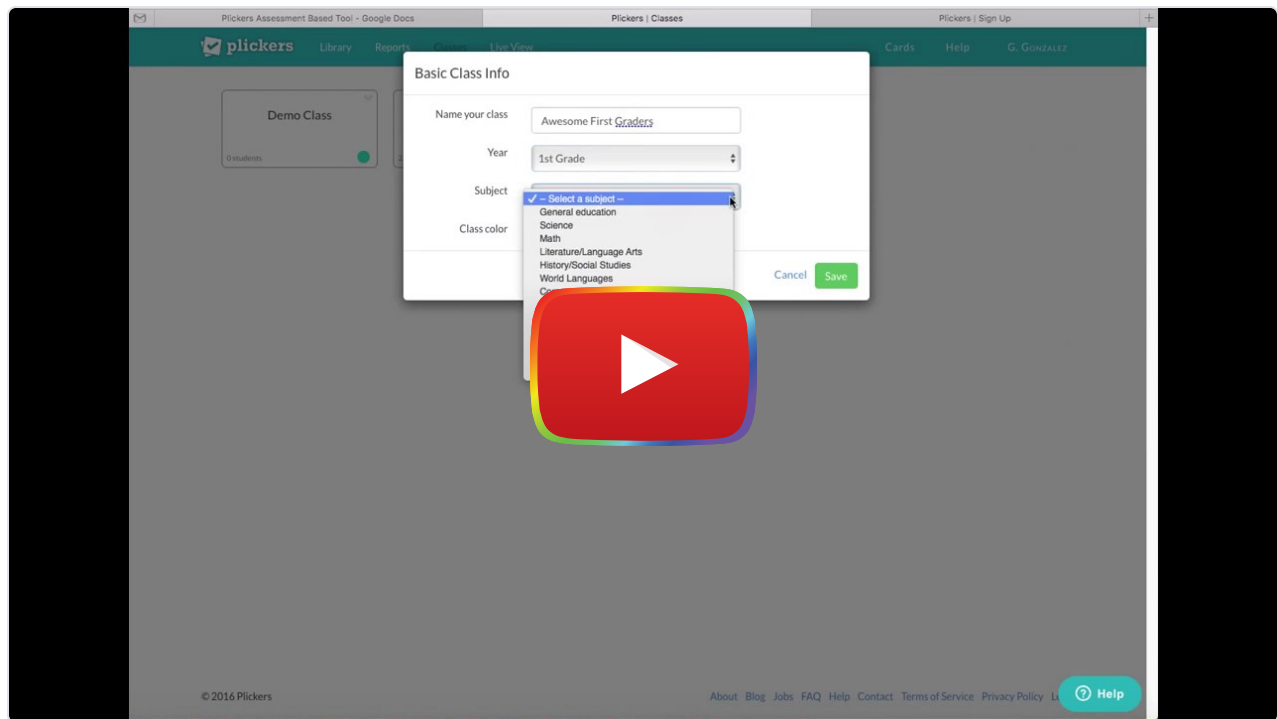 Plickers Assessment Based Tool - Google Docs
Plickers | Classes
Plickers | Sign Up
+
plickers
Library
Reports
Classes
Live View
Cards
Help
G. GONZALEZ
Basic Class Info
Demo Class
0 students
Name your class
Awesome First Graders
Year
1st Grade
Subject
✓ -- Select a subject --
General education
Science
Math
Literature/Language Arts
History/Social Studies
World Languages
Class color
Cancel
Save
© 2016 Plickers
About Blog Jobs FAQ Help Contact Terms of Service Privacy Policy
Help